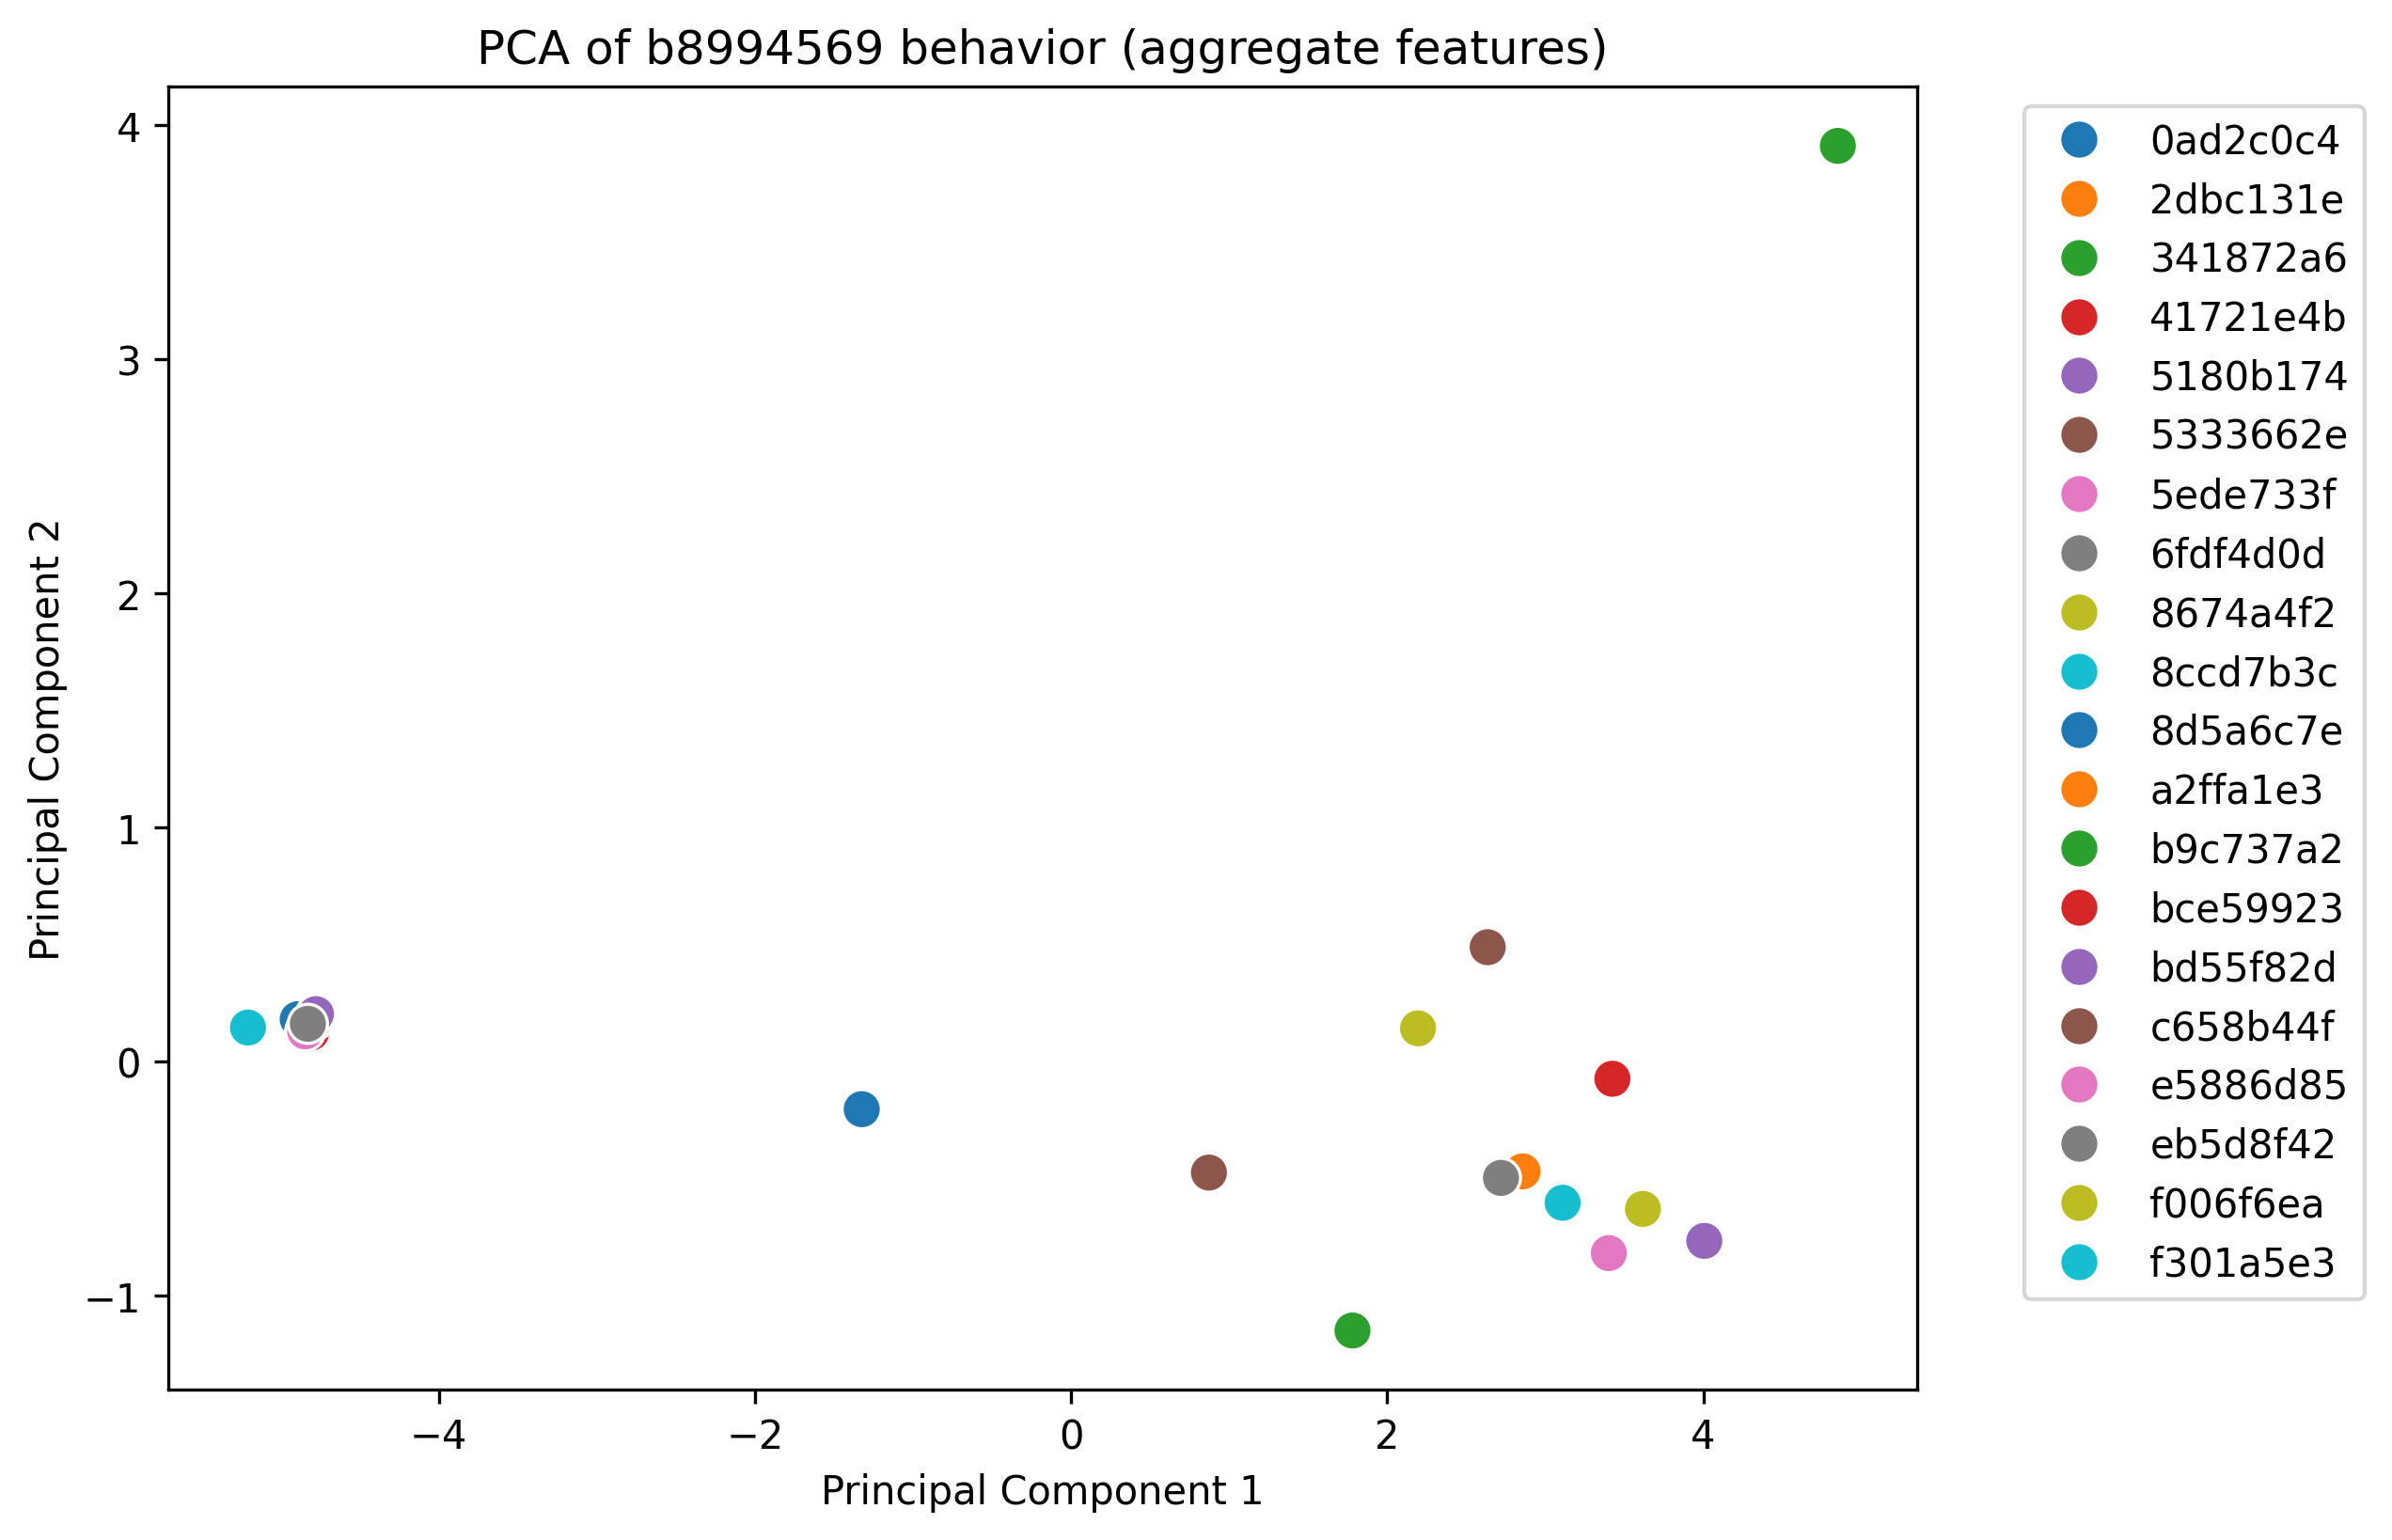 PCA of b8994569 behavior (aggregate features)
4
3
2
1
0
−1
Principal Component 2
−4
−2
0
2
4
Principal Component 1
0ad2c0c4
2dbc131e
341872a6
41721e4b
5180b174
5333662e
5ede733f
6fdf4d0d
8674a4f2
8ccd7b3c
8d5a6c7e
a2ffa1e3
b9c737a2
bce59923
bd55f82d
c658b44f
e5886d85
eb5d8f42
f006f6ea
f301a5e3